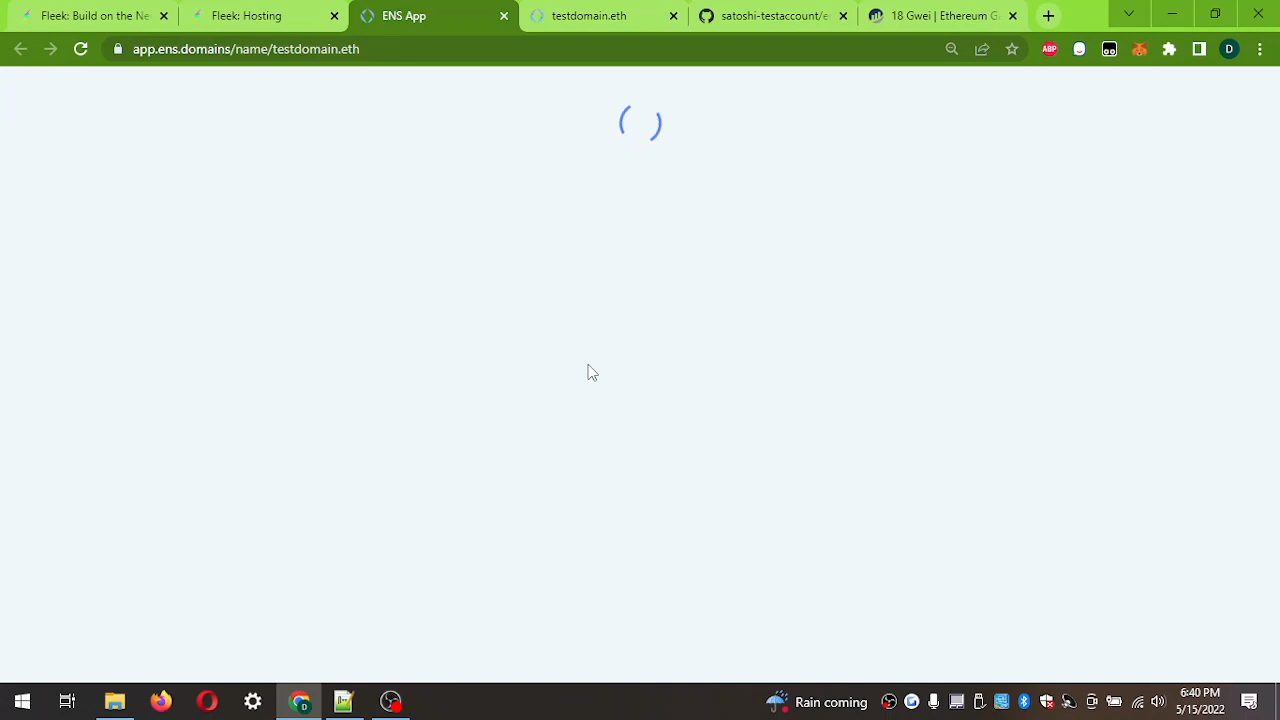 Fleek: Build on the Ne
Fleek: Hosting
ENS App
testdomain.eth
satoshi-testaccount/e
18 Gwei | Ethereum G
app.ens.domains/name/testdomain.eth
ABP
D
D
Rain coming
6:40 PM
5/15/2022